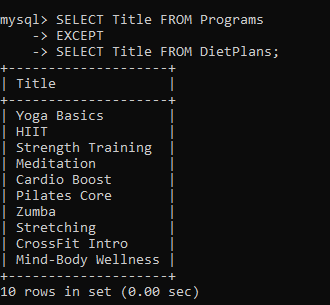 mysql> SELECT Title FROM Programs
    -> EXCEPT
    -> SELECT Title FROM DietPlans;
+--------------------+
| Title              |
+--------------------+
| Yoga Basics        |
| HIIT               |
| Strength Training  |
| Meditation         |
| Cardio Boost       |
| Pilates Core       |
| Zumba              |
| Stretching         |
| CrossFit Intro     |
| Mind-Body Wellness |
+--------------------+
10 rows in set (0.00 sec)